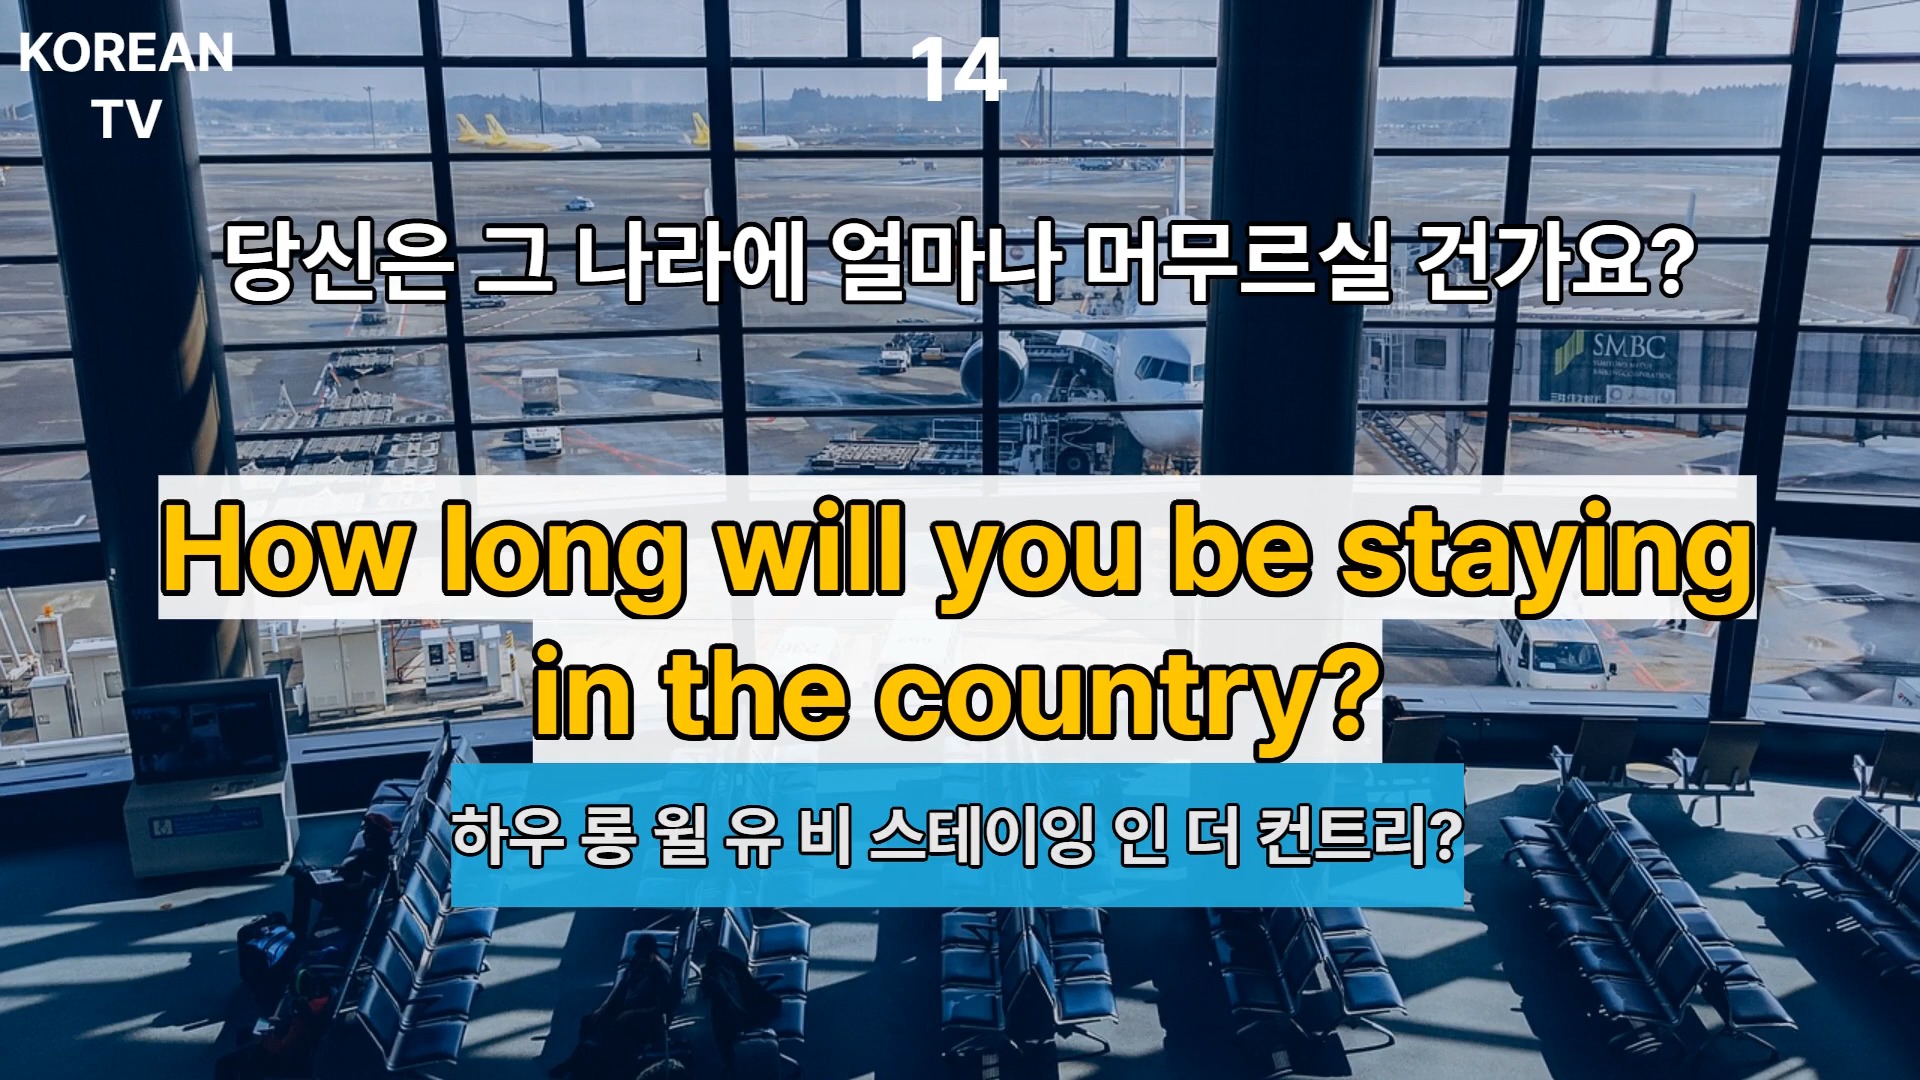 KOREAN
TV
14
당신은 그 나라에 얼마나 머무르실 건가요?
SMBC
How long will you be staying
in the country?
하우 롱 윌 유 비 스테이잉 인 더 컨트리?